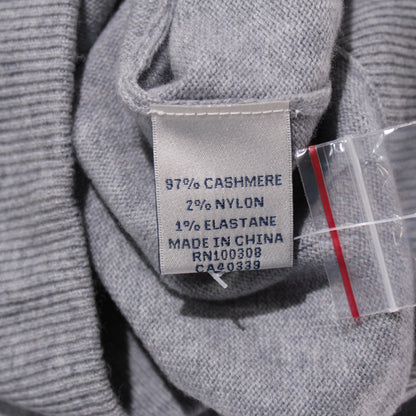 97% CASHMERE
2% NYLON
1% ELASTANE
MADE IN CHINA
RN100308
CA40339